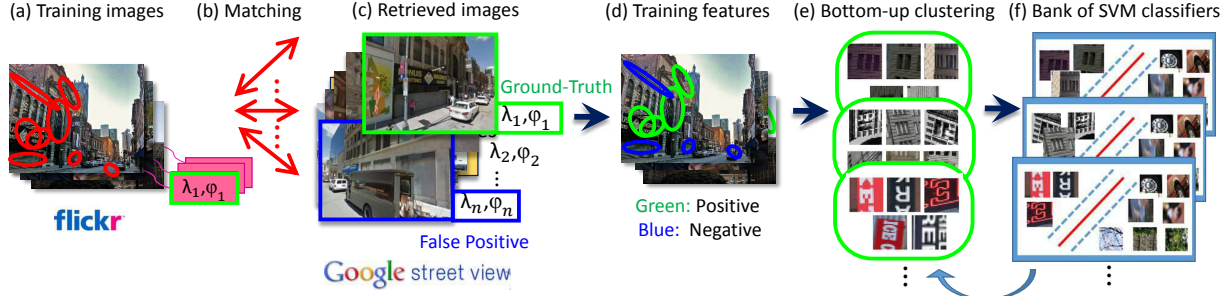 (a) Training images
(b) Matching
(c) Retrieved images
(d) Training features
(e) Bottom-up clustering
(f) Bank of SVM classifiers
Ground-Truth
λ₁,φ₁
λ₁,φ₁
λ₂,φ₂
⋮
λₙ,φₙ
flickr
False Positive
Google street view
Green: Positive
Blue: Negative